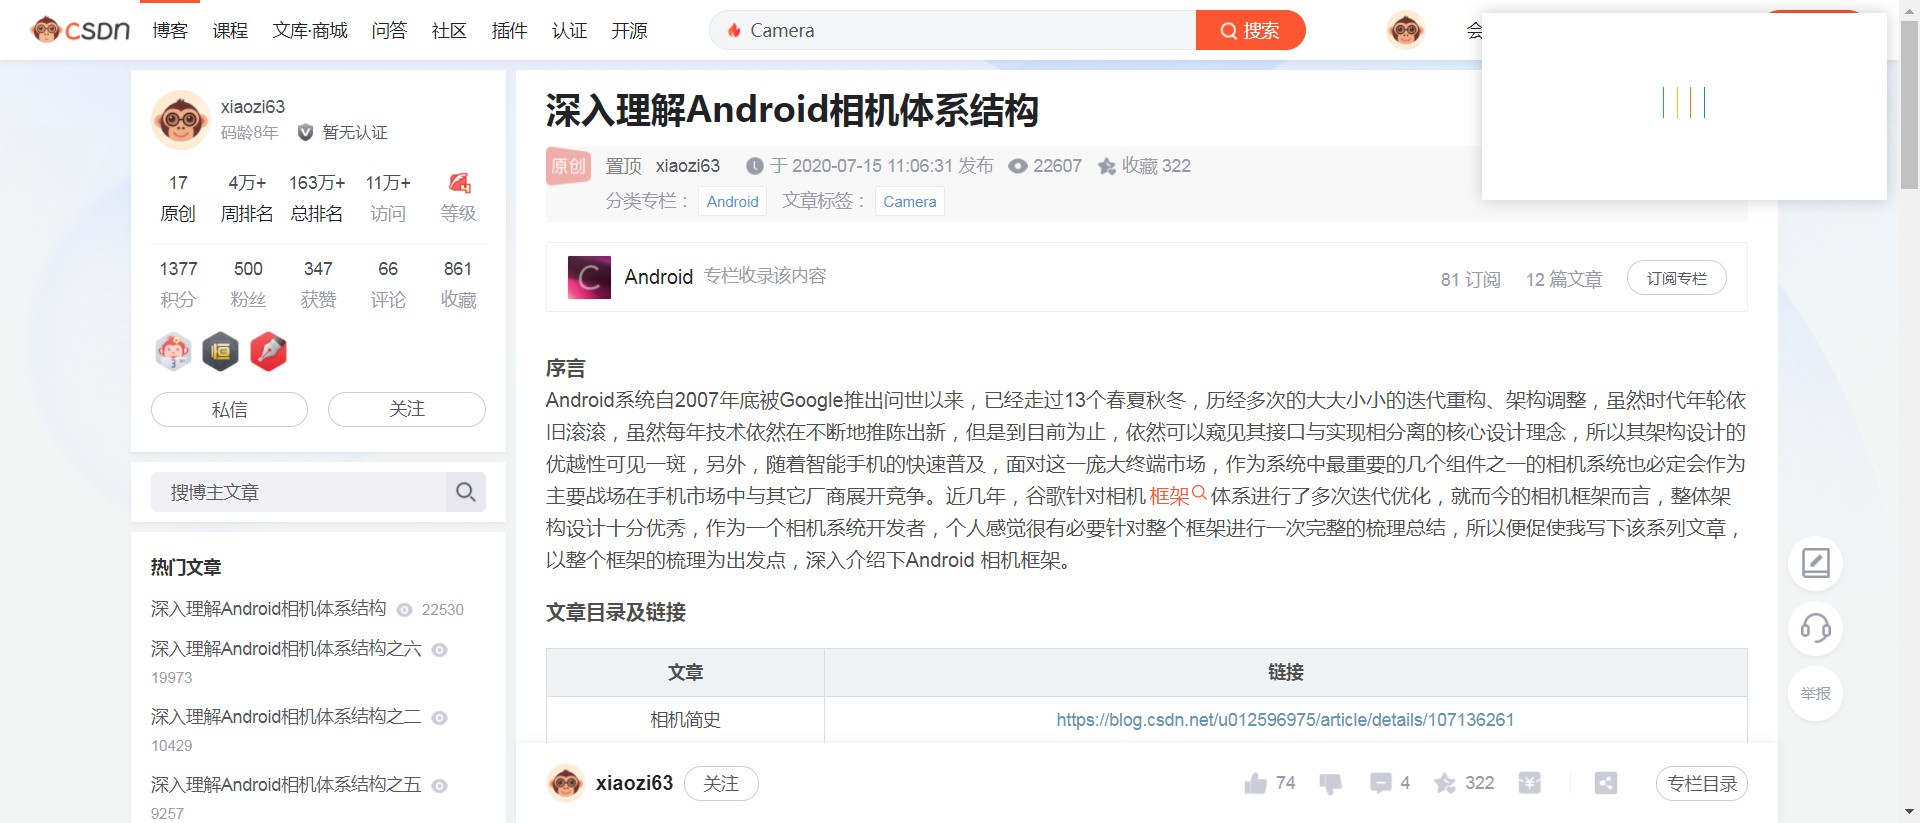 CSDN 博客 课程 文库·商城 问答 社区 插件 认证 开源 Camera 搜索 会
xiaozi63
码龄8年 暂无认证
17 4万+ 163万+ 11万+
原创 周排名 总排名 访问 等级
1377 500 347 66 861
积分 粉丝 获赞 评论 收藏
私信 关注
搜博主文章
热门文章
深入理解Android相机体系结构 22530
深入理解Android相机体系结构之六
19973
深入理解Android相机体系结构之二
10429
深入理解Android相机体系结构之五
9257
深入理解Android相机体系结构
原创 置顶 xiaozi63 于 2020-07-15 11:06:31 发布 22607 收藏 322
分类专栏： Android 文章标签： Camera
C Android 专栏收录该内容 81 订阅 12 篇文章 订阅专栏
序言
Android系统自2007年底被Google推出问世以来，已经走过13个春夏秋冬，历经多次的大大小小的迭代重构、架构调整，虽然时代年轮依
旧滚滚，虽然每年技术依然在不断地推陈出新，但是到目前为止，依然可以窥见其接口与实现相分离的核心设计理念，所以其架构设计的
优越性可见一斑，另外，随着智能手机的快速普及，面对这一庞大终端市场，作为系统中最重要的几个组件之一的相机系统也必定会作为
主要战场在手机市场中与其它厂商展开竞争。近几年，谷歌针对相机 框架 体系进行了多次迭代优化，就而今的相机框架而言，整体架
构设计十分优秀，作为一个相机系统开发者，个人感觉很有必要针对整个框架进行一次完整的梳理总结，所以便促使我写下该系列文章，
以整个框架的梳理为出发点，深入介绍下Android 相机框架。
文章目录及链接
文章 链接
相机简史 https://blog.csdn.net/u012596975/article/details/107136261
xiaozi63 关注 74 4 322 专栏目录
举报